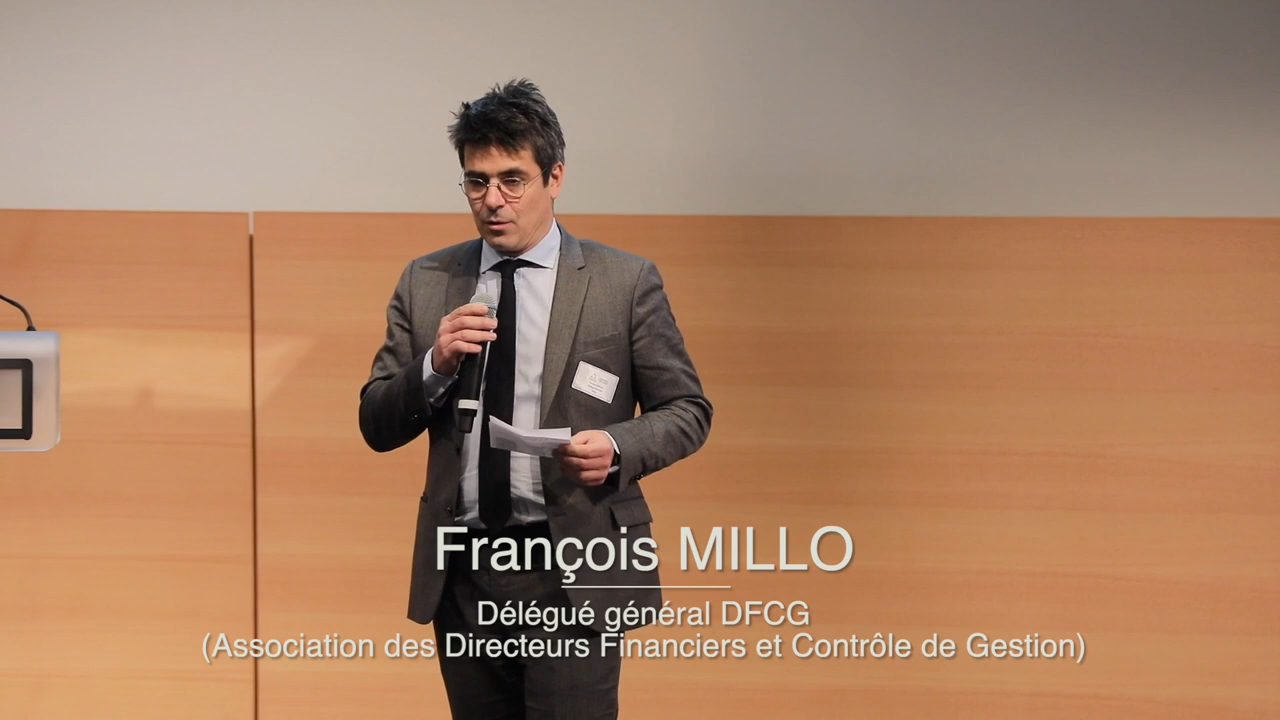 François MILLO
Délégué général DFCG
(Association des Directeurs Financiers et Contrôle de Gestion)